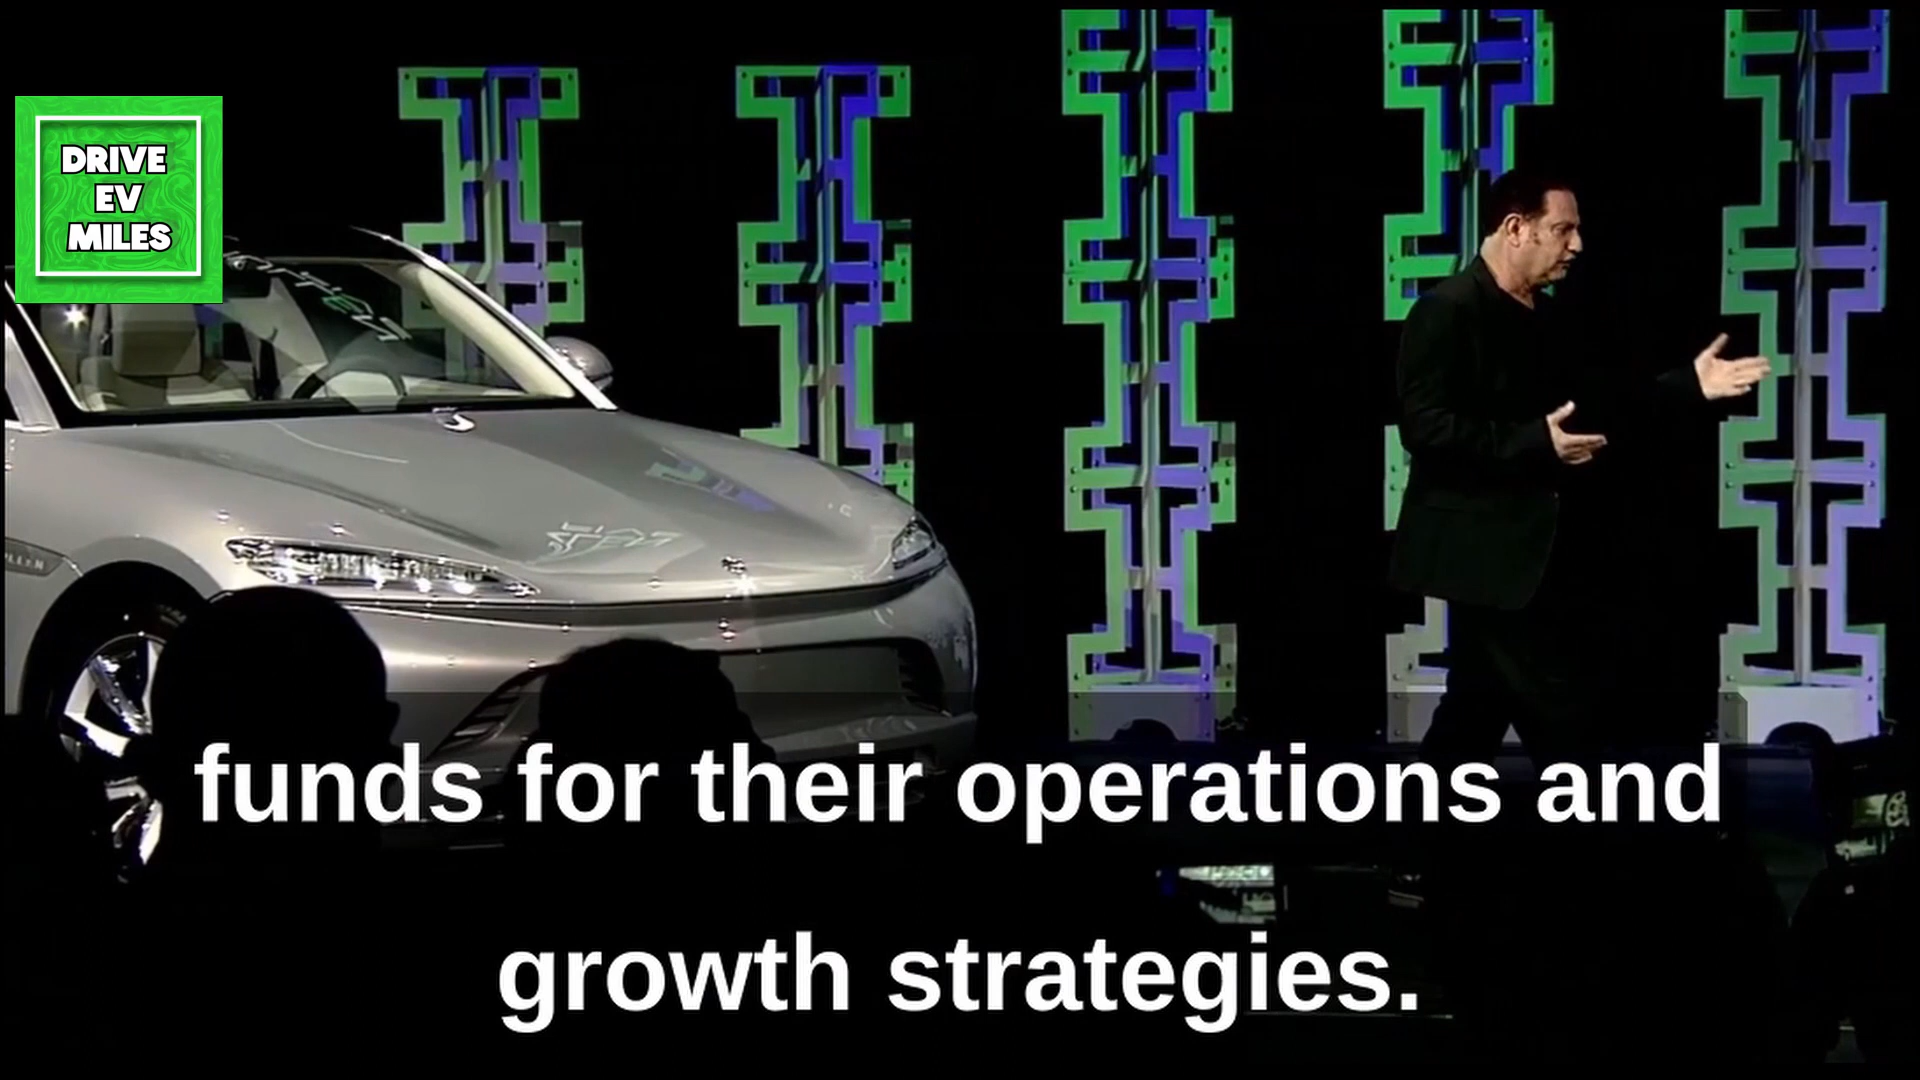 DRIVE
EV
MILES
funds for their operations and
growth strategies.